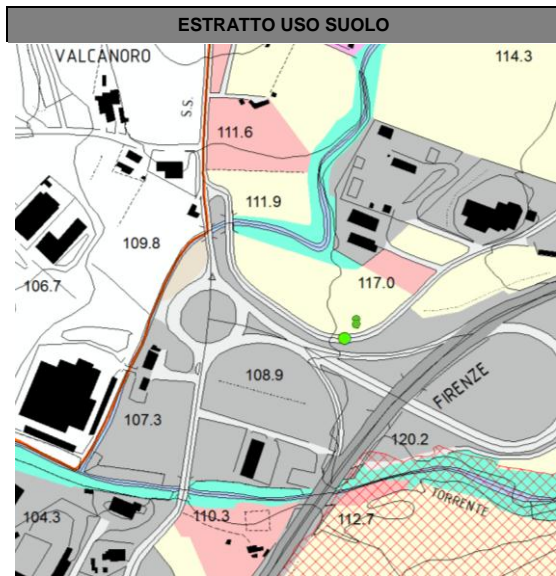 ESTRATTO USO SUOLO
VALCANORO
114.3
S.S.
111.6
111.9
109.8
117.0
106.7
108.9
FIRENZE
107.3
120.2
TORRENTE
104.3
110.3
112.7